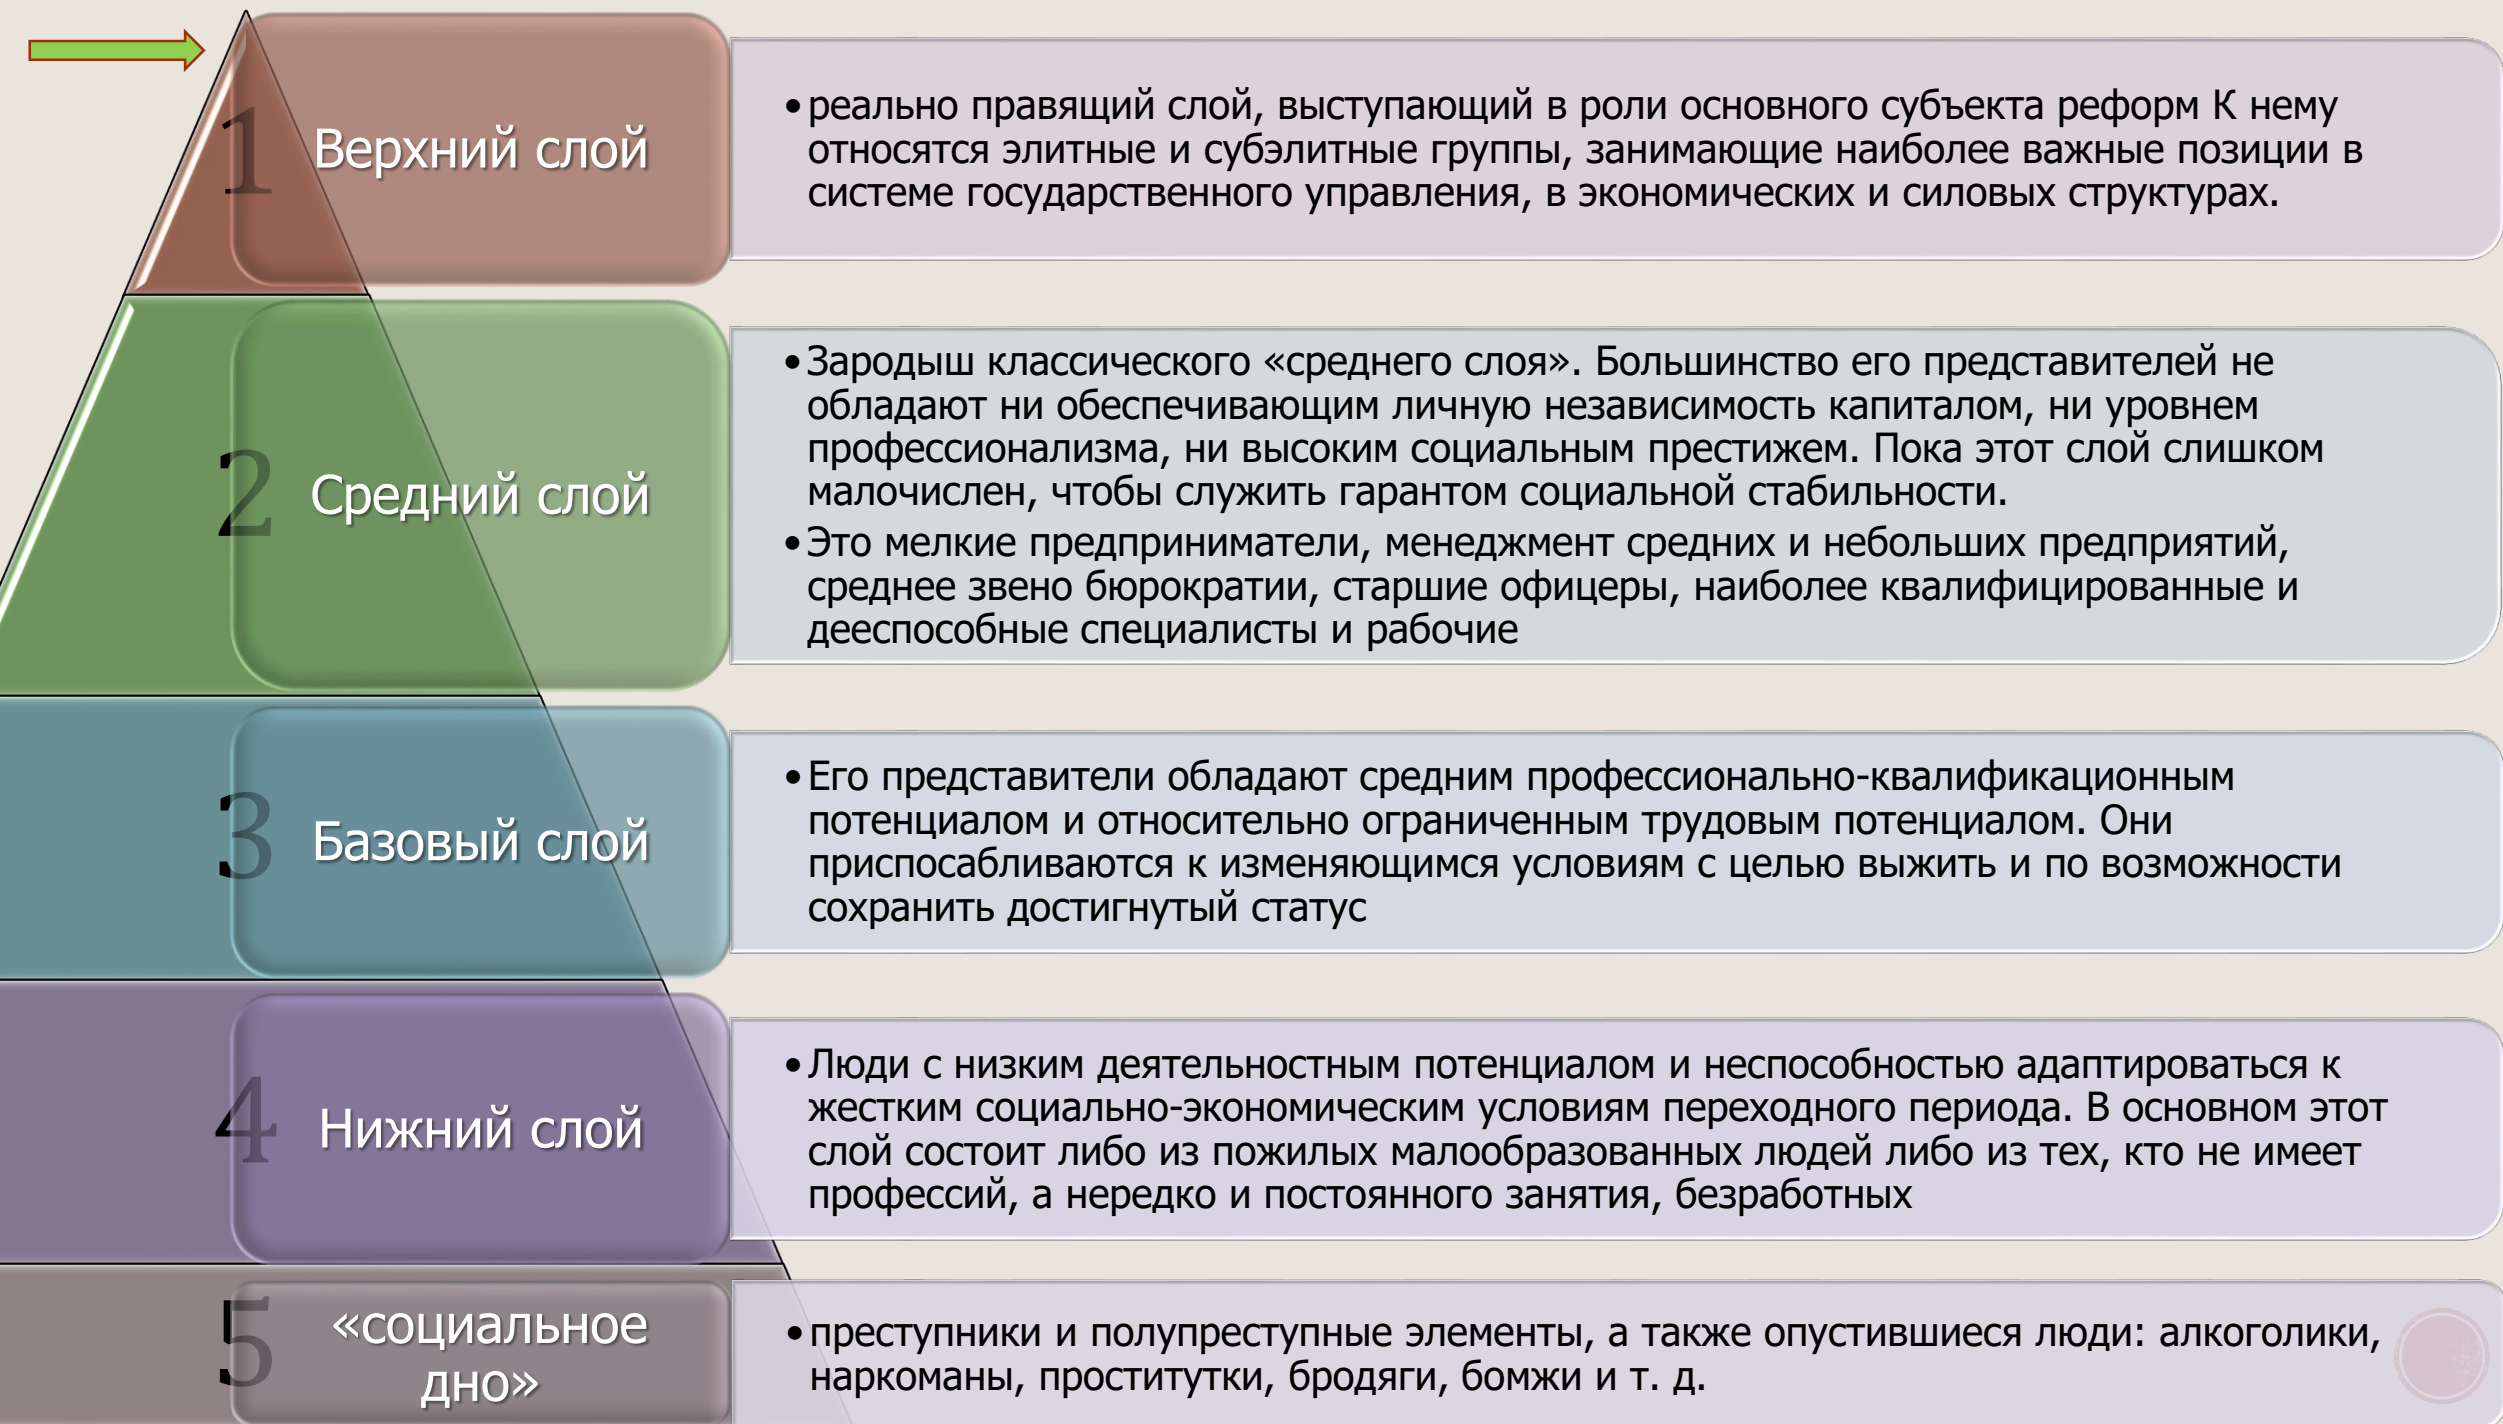 1
Верхний слой
•реально правящий слой, выступающий в роли основного субъекта реформ К нему
относятся элитные и субэлитные группы, занимающие наиболее важные позиции в
системе государственного управления, в экономических и силовых структурах.
2
Средний слой
•Зародыш классического «среднего слоя». Большинство его представителей не
обладают ни обеспечивающим личную независимость капиталом, ни уровнем
профессионализма, ни высоким социальным престижем. Пока этот слой слишком
малочислен, чтобы служить гарантом социальной стабильности.
•Это мелкие предприниматели, менеджмент средних и небольших предприятий,
среднее звено бюрократии, старшие офицеры, наиболее квалифицированные и
дееспособные специалисты и рабочие
3
Базовый слой
•Его представители обладают средним профессионально-квалификационным
потенциалом и относительно ограниченным трудовым потенциалом. Они
приспосабливаются к изменяющимся условиям с целью выжить и по возможности
сохранить достигнутый статус
4
Нижний слой
•Люди с низким деятельностным потенциалом и неспособностью адаптироваться к
жестким социально-экономическим условиям переходного периода. В основном этот
слой состоит либо из пожилых малообразованных людей либо из тех, кто не имеет
профессий, а нередко и постоянного занятия, безработных
5
«социальное
дно»
•преступники и полупреступные элементы, а также опустившиеся люди: алкоголики,
наркоманы, проститутки, бродяги, бомжи и т. д.